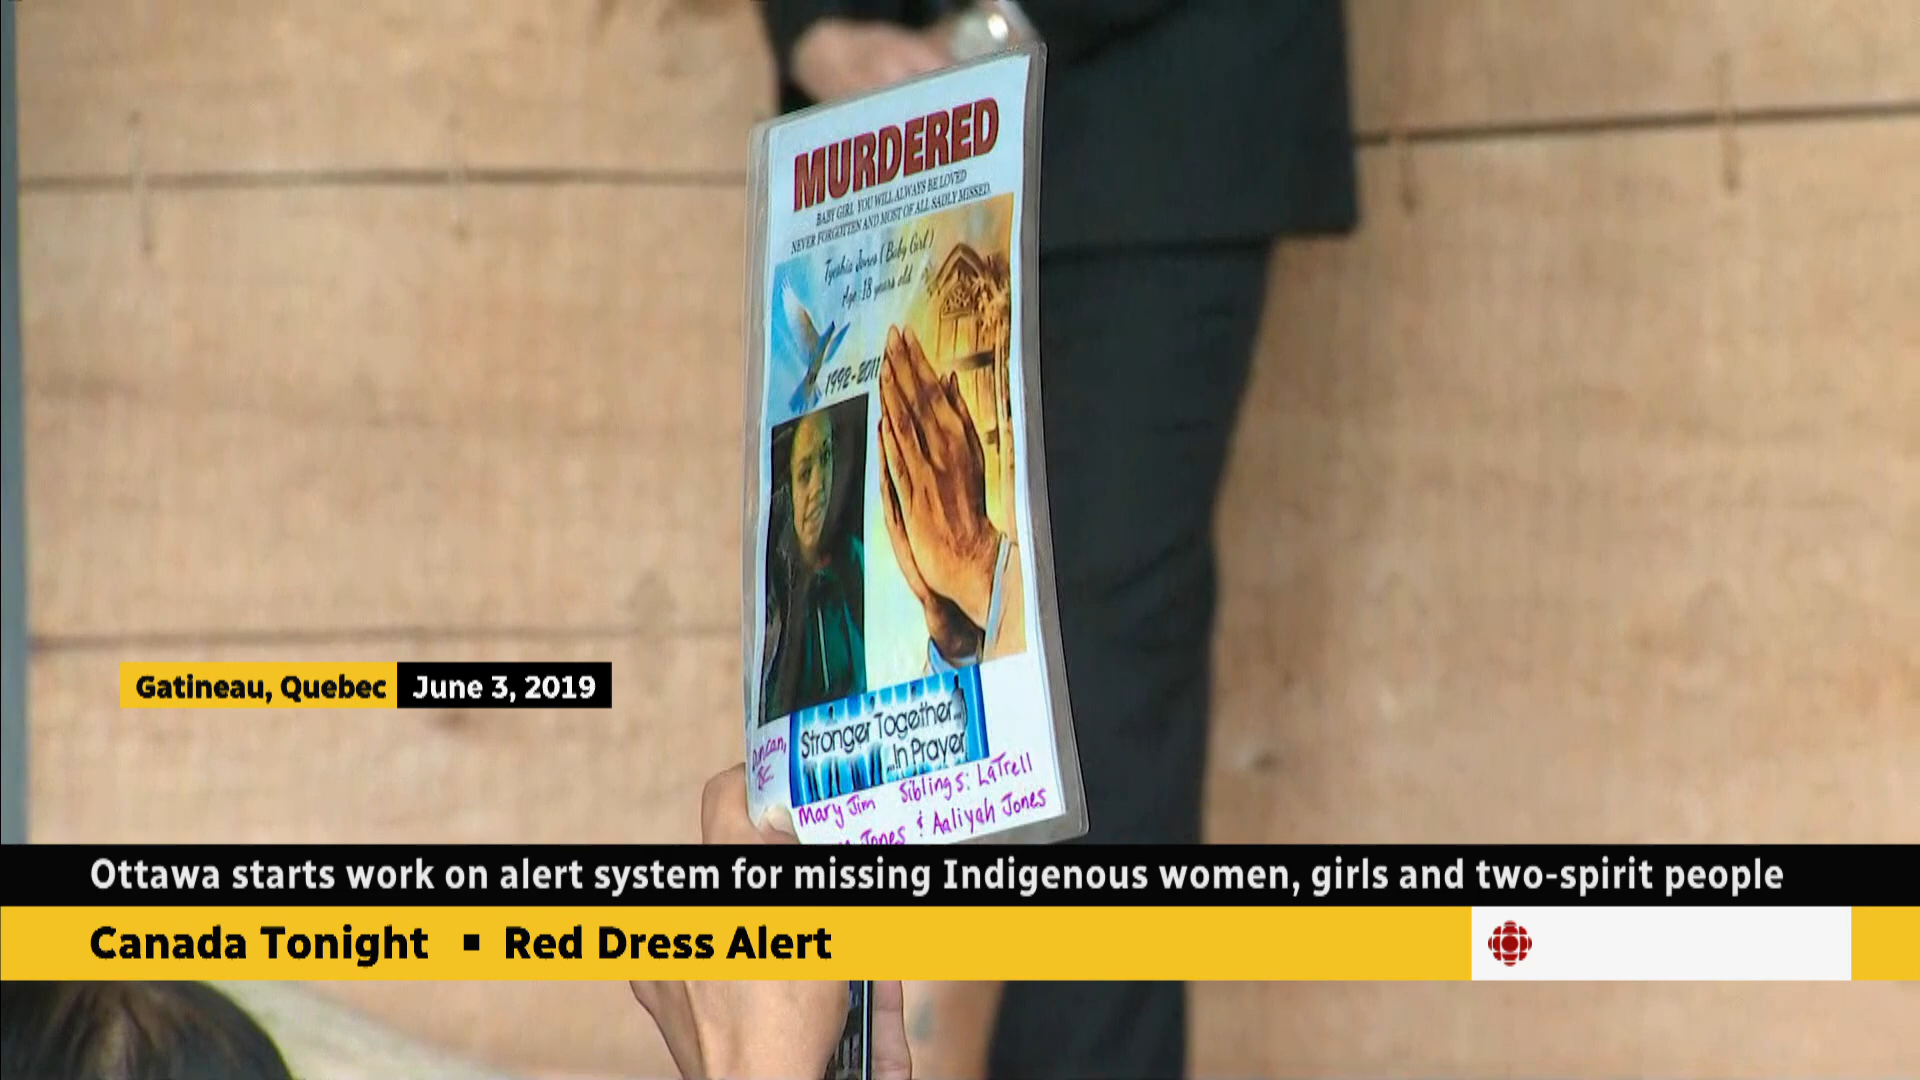 MURDERED
BABY GIRL YOU WILL ALWAYS BE LOVED
NEVER FORGOTTEN AND MOST OF ALL SADLY MISSED.
Tyeshia Jones (Baby Girl)
Age 18 years old
1992-2011
Stronger Together...
...In Prayer
Duncan,
BC
Mary Jim Siblings: LaTrell
Jones & Aaliyah Jones
Gatineau, Quebec June 3, 2019
Ottawa starts work on alert system for missing Indigenous women, girls and two-spirit people
Canada Tonight ▪ Red Dress Alert